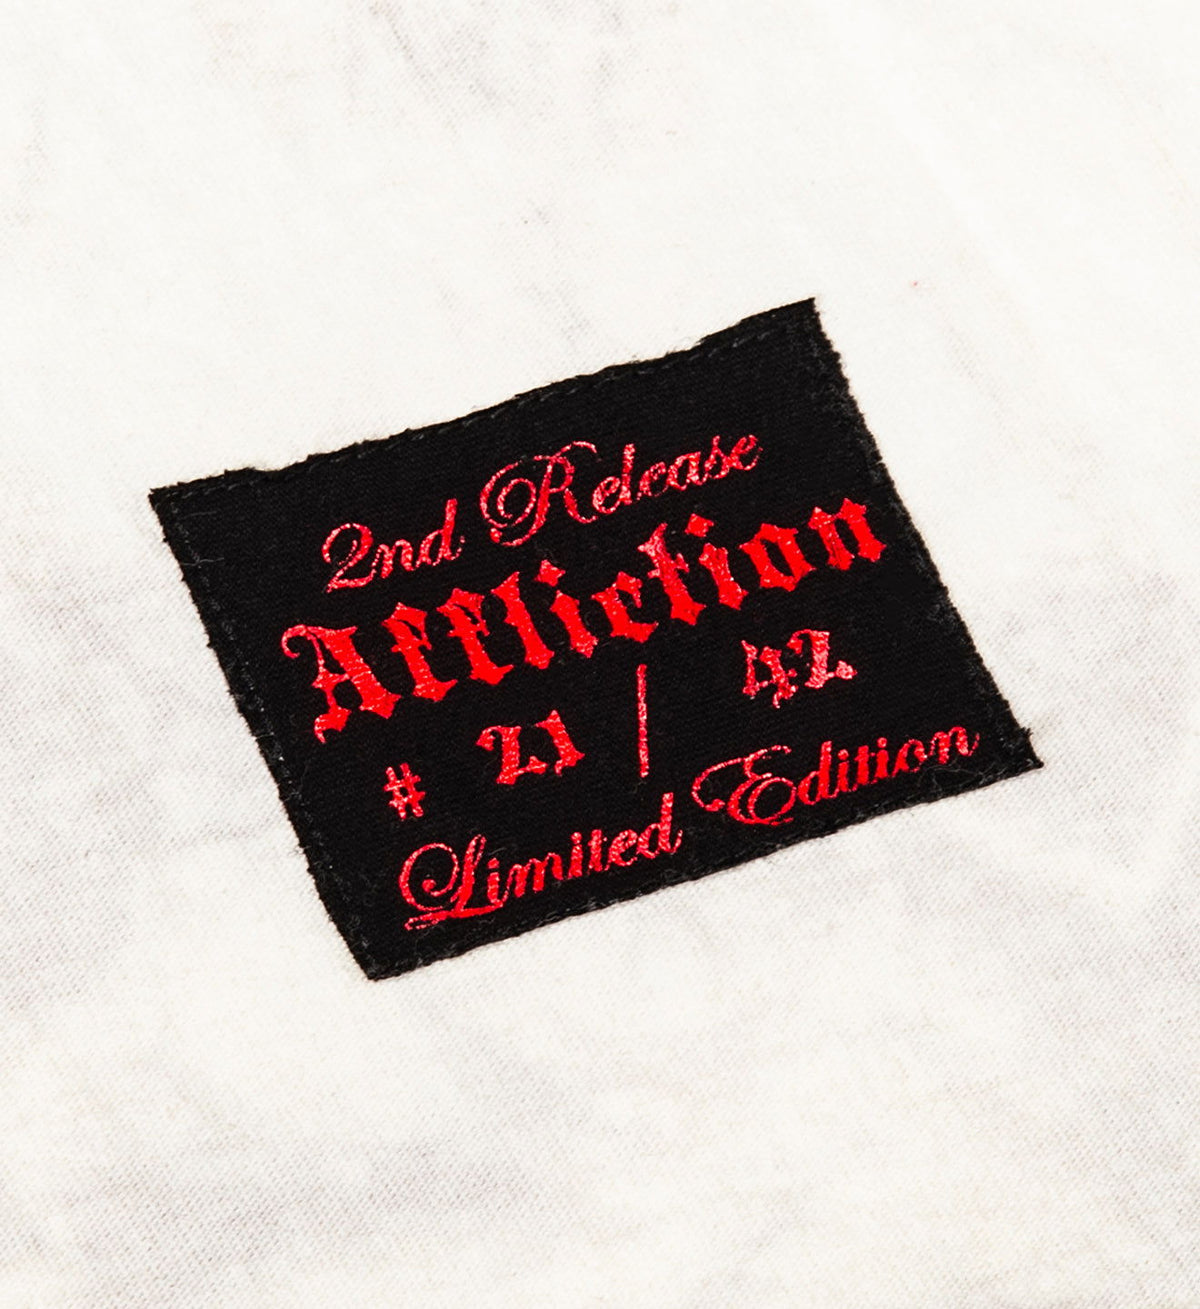 2nd Release
Affliction
# 21 | 42
Limited Edition